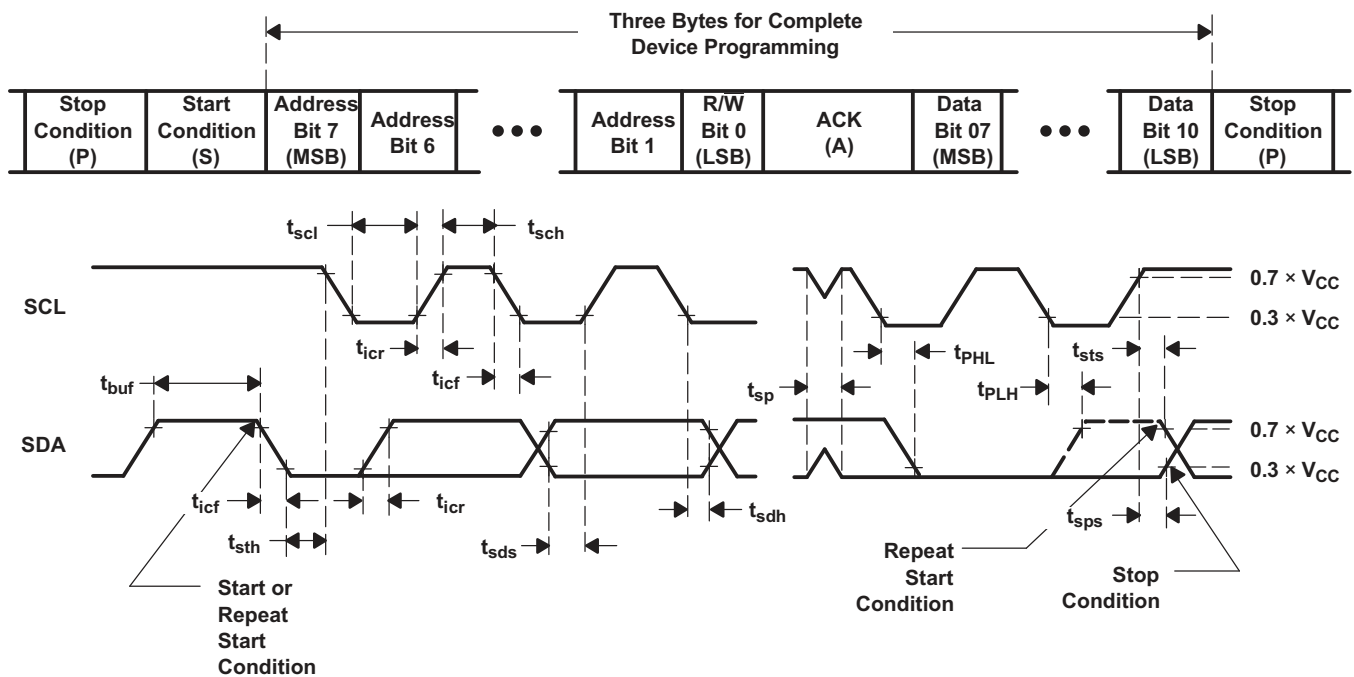 Three Bytes for Complete
Device Programming
Stop
Condition
(P)
Start
Condition
(S)
Address
Bit 7
(MSB)
Address
Bit 6
Address
Bit 1
R/W̅
Bit 0
(LSB)
ACK
(A)
Data
Bit 07
(MSB)
Data
Bit 10
(LSB)
Stop
Condition
(P)
tscl
tsch
SCL
0.7 × VCC
0.3 × VCC
ticr
ticf
tPHL
tsts
tbuf
tsp
tPLH
SDA
0.7 × VCC
0.3 × VCC
ticf
ticr
tsdh
tsth
tsds
tsps
Start or
Repeat
Start
Condition
Repeat
Start
Condition
Stop
Condition